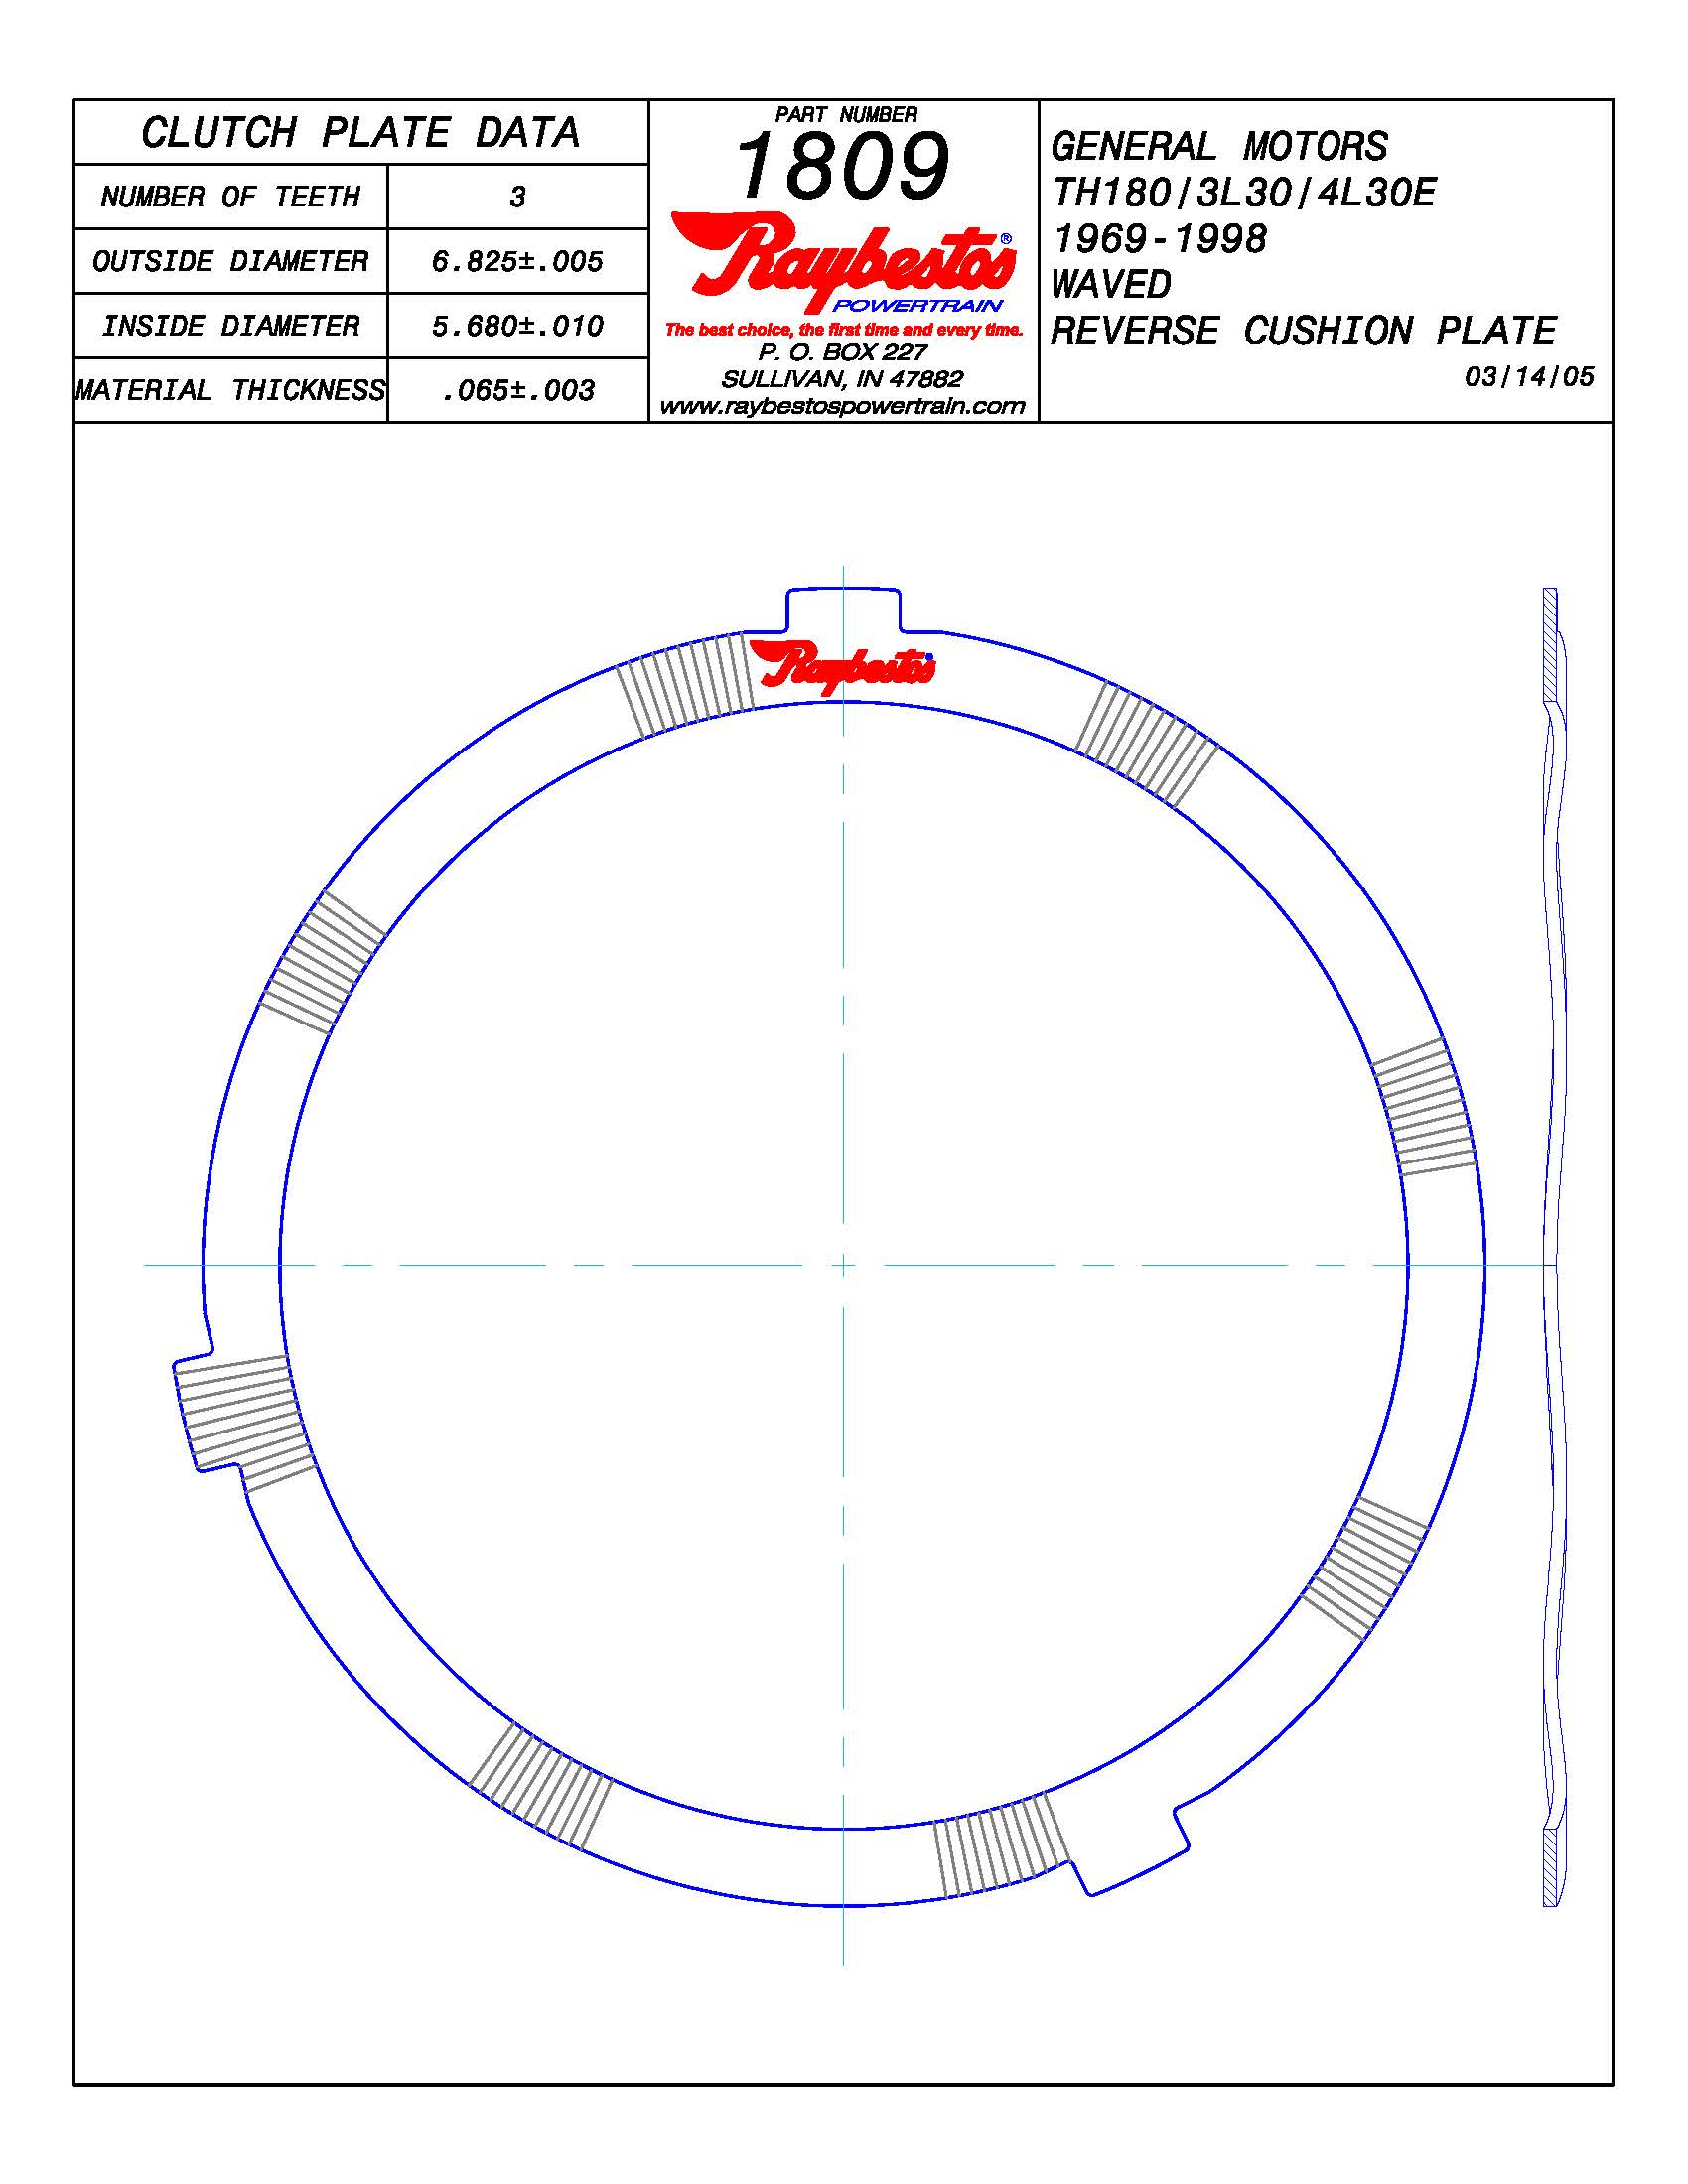 CLUTCH PLATE DATA
NUMBER OF TEETH 3
OUTSIDE DIAMETER 6.825±.005
INSIDE DIAMETER 5.680±.010
MATERIAL THICKNESS .065±.003
PART NUMBER
1809
Raybestos®
POWERTRAIN
The best choice, the first time and every time.
P. O. BOX 227
SULLIVAN, IN 47882
www.raybestospowertrain.com
GENERAL MOTORS
TH180/3L30/4L30E
1969-1998
WAVED
REVERSE CUSHION PLATE
03/14/05
Raybestos